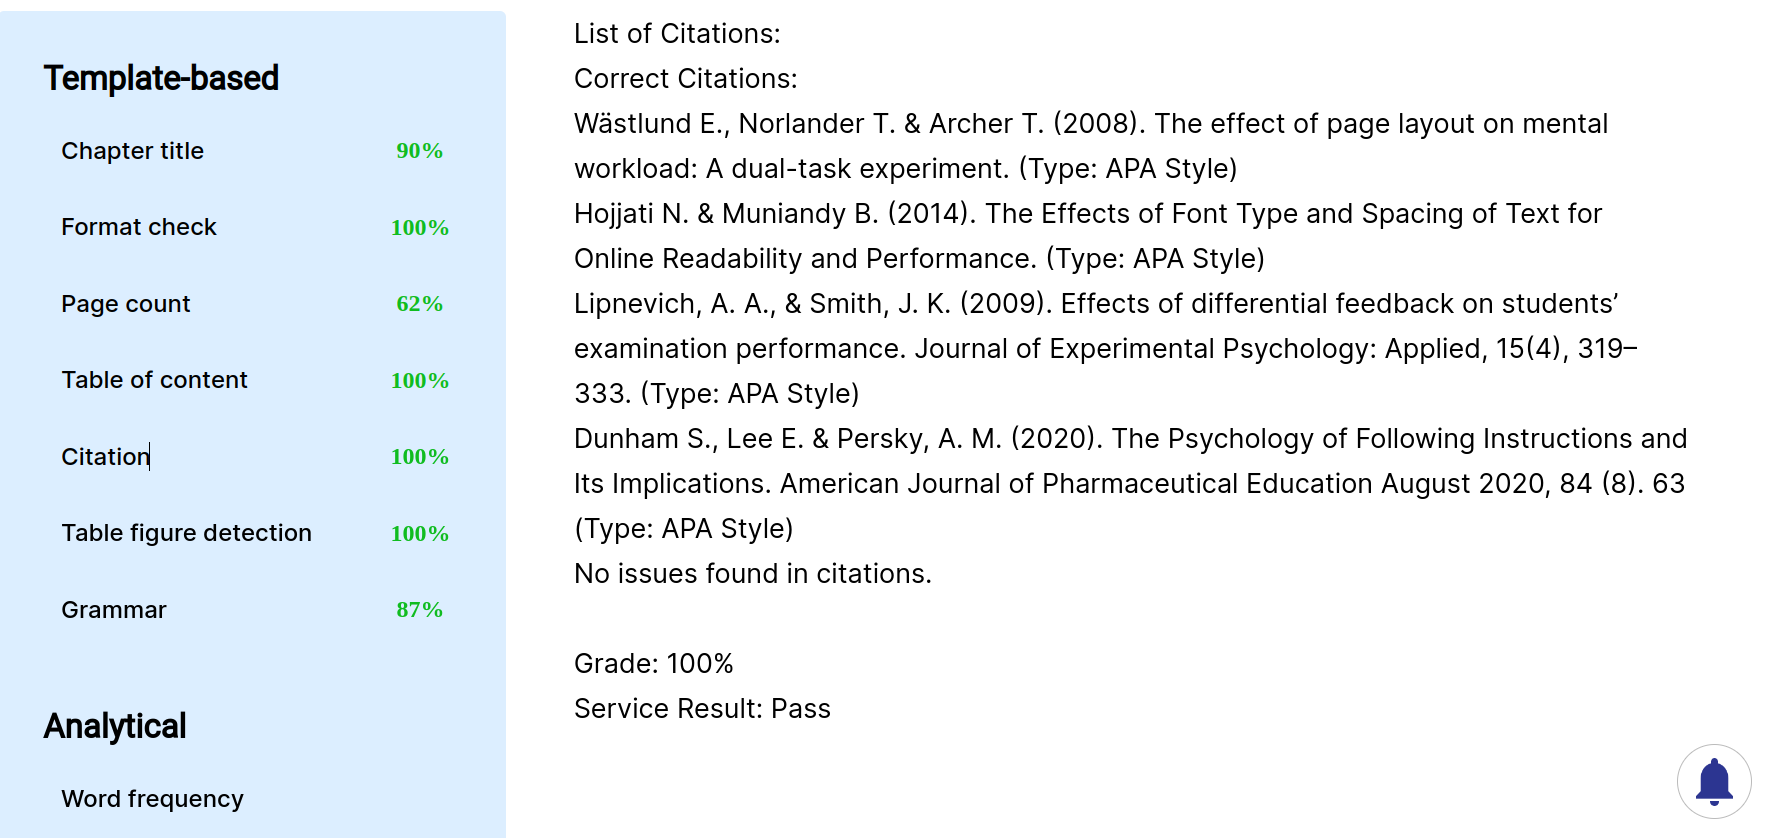 Template-based
Chapter title 90%
Format check 100%
Page count 62%
Table of content 100%
Citation 100%
Table figure detection 100%
Grammar 87%
Analytical
Word frequency
List of Citations:
Correct Citations:
Wästlund E., Norlander T. & Archer T. (2008). The effect of page layout on mental
workload: A dual-task experiment. (Type: APA Style)
Hojjati N. & Muniandy B. (2014). The Effects of Font Type and Spacing of Text for
Online Readability and Performance. (Type: APA Style)
Lipnevich, A. A., & Smith, J. K. (2009). Effects of differential feedback on students’
examination performance. Journal of Experimental Psychology: Applied, 15(4), 319–
333. (Type: APA Style)
Dunham S., Lee E. & Persky, A. M. (2020). The Psychology of Following Instructions and
Its Implications. American Journal of Pharmaceutical Education August 2020, 84 (8). 63
(Type: APA Style)
No issues found in citations.
Grade: 100%
Service Result: Pass